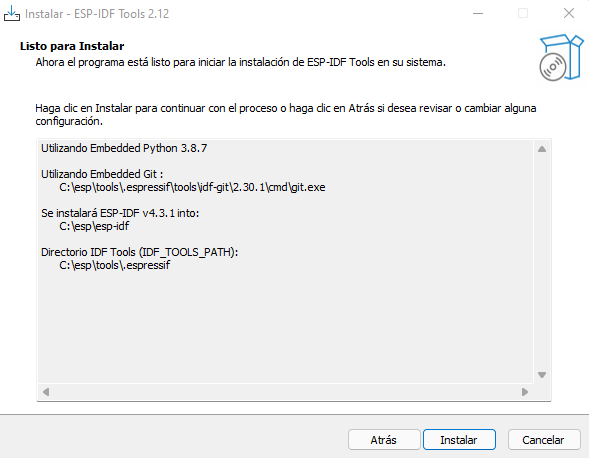 Instalar - ESP-IDF Tools 2.12
Listo para Instalar
Ahora el programa está listo para iniciar la instalación de ESP-IDF Tools en su sistema.
Haga clic en Instalar para continuar con el proceso o haga clic en Atrás si desea revisar o cambiar alguna
configuración.
Utilizando Embedded Python 3.8.7
Utilizando Embedded Git :
C:\esp\tools\.espressif\tools\idf-git\2.30.1\cmd\git.exe
Se instalará ESP-IDF v4.3.1 into:
C:\esp\esp-idf
Directorio IDF Tools (IDF_TOOLS_PATH):
C:\esp\tools\.espressif
Atrás
Instalar
Cancelar